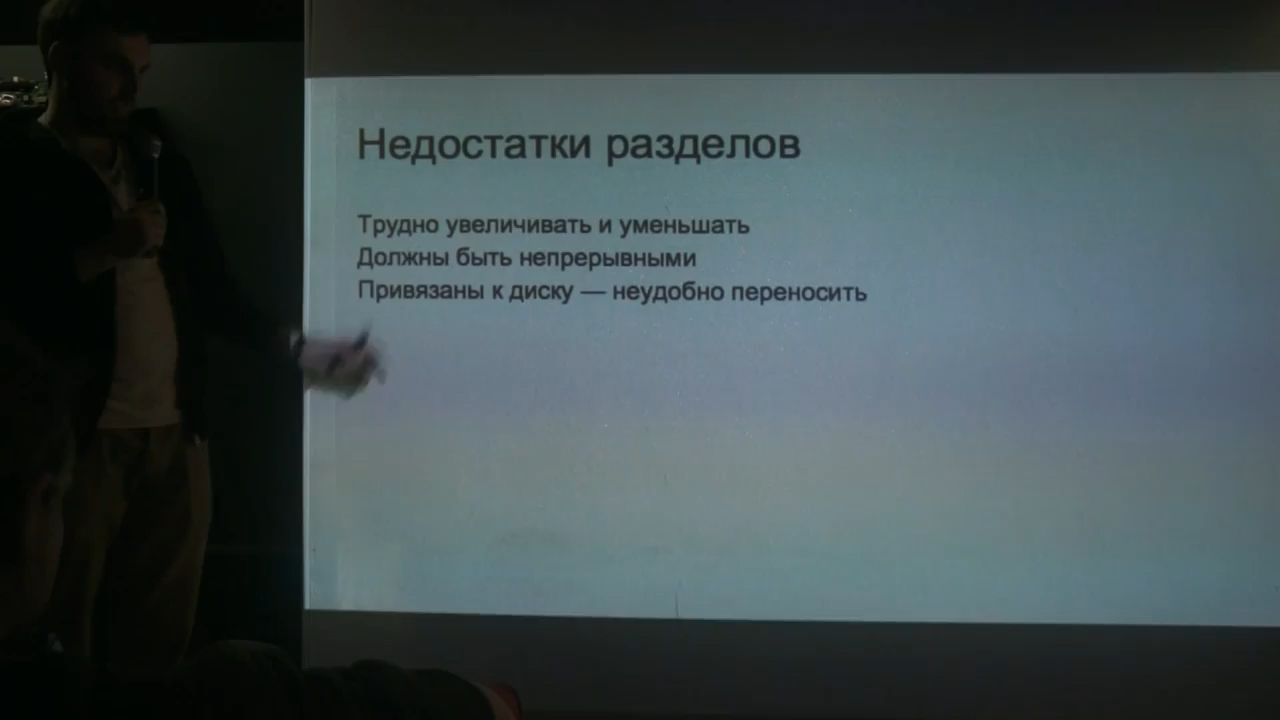 Недостатки разделов
Трудно увеличивать и уменьшать
Должны быть непрерывными
Привязаны к диску — неудобно переносить